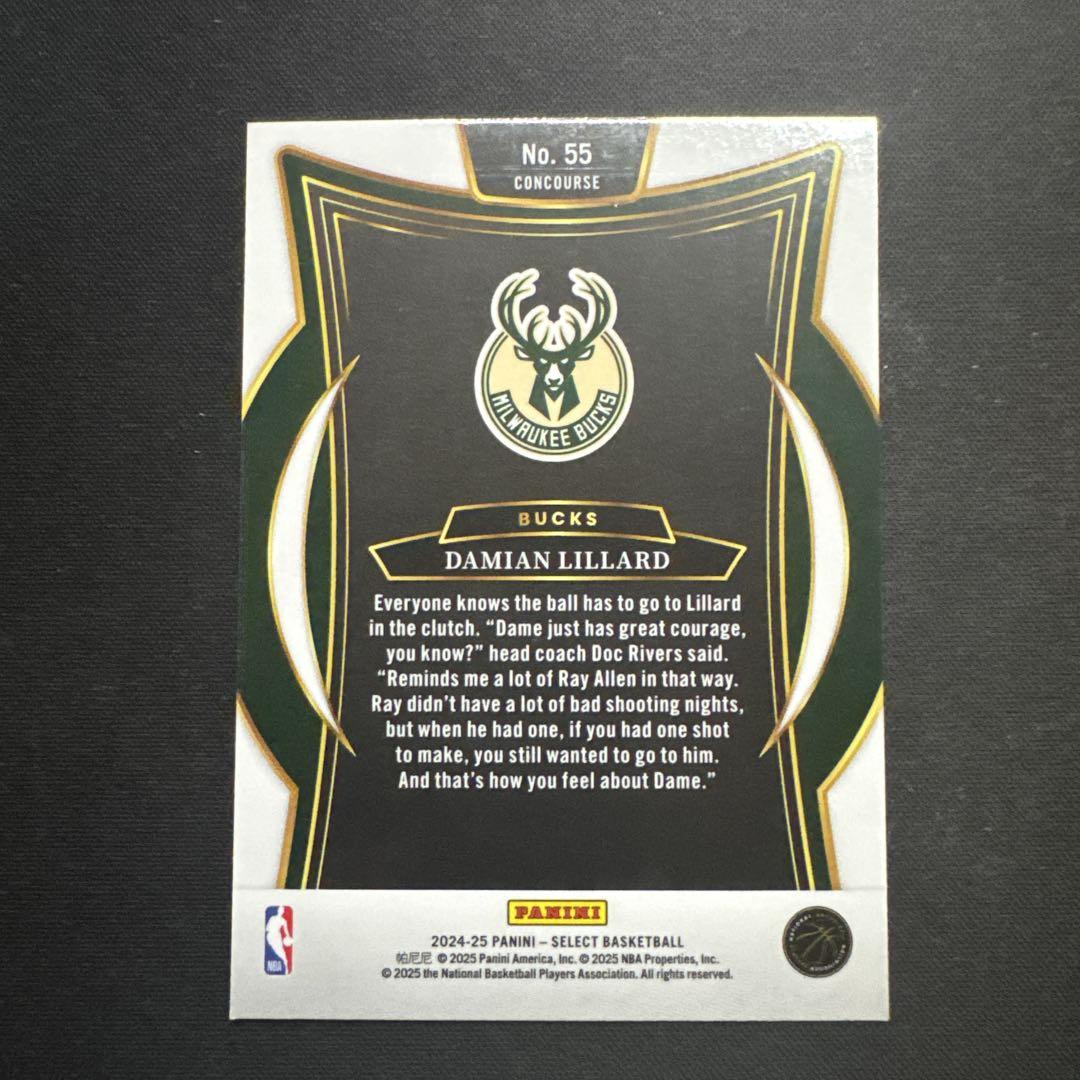 No. 55
CONCOURSE
MILWAUKEE BUCKS
BUCKS
DAMIAN LILLARD
Everyone knows the ball has to go to Lillard
in the clutch. “Dame just has great courage,
you know?” head coach Doc Rivers said.
“Reminds me a lot of Ray Allen in that way.
Ray didn’t have a lot of bad shooting nights,
but when he had one, if you had one shot
to make, you still wanted to go to him.
And that’s how you feel about Dame.”
PANINI
2024-25 PANINI – SELECT BASKETBALL
帕尼尼 © 2025 Panini America, Inc. © 2025 NBA Properties, Inc.
© 2025 the National Basketball Players Association. All rights reserved.
NBA